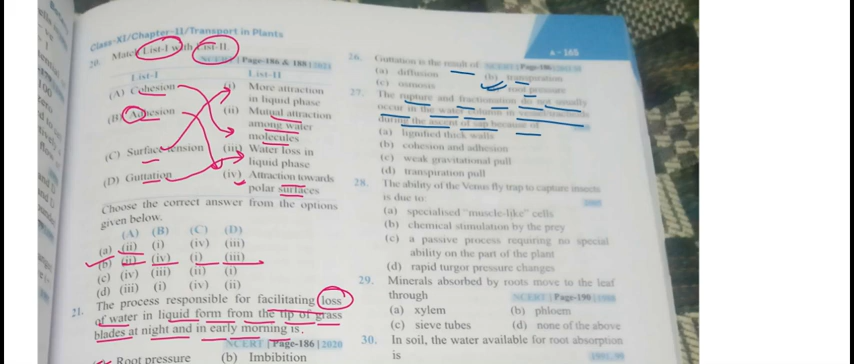 Class-XI/Chapter-11/Transport in Plants
A-165
20. Match List-I with List-II.
NCERT | Page-186 & 188 | 2021
List-I List-II
(A) Cohesion (i) More attraction
in liquid phase
(B) Adhesion (ii) Mutual attraction
among water
molecules
(C) Surface tension (iii) Water loss in
liquid phase
(D) Guttation (iv) Attraction towards
polar surfaces
Choose the correct answer from the options
given below.
(A) (B) (C) (D)
(a) (ii) (i) (iv) (iii)
(b) (ii) (iv) (i) (iii)
(c) (iv) (iii) (ii) (i)
(d) (iii) (i) (iv) (ii)
21. The process responsible for facilitating loss
of water in liquid form from the tip of grass
blades at night and in early morning is.
NCERT | Page-186 | 2020
Root pressure (b) Imbibition
26. Guttation is the result of
(a) diffusion (b) transpiration
(c) osmosis root pressure
27. The rupture and fractionation do not usually
occur in the water column in
during the ascent of sap because of
(a) lignified thick walls
(b) cohesion and adhesion
(c) weak gravitational pull
(d) transpiration pull
28. The ability of the Venus fly trap to capture insects
is due to:
(a) specialised "muscle-like" cells
(b) chemical stimulation by the prey
(c) a passive process requiring no special
ability on the part of the plant
(d) rapid turgor pressure changes
29. Minerals absorbed by roots move to the leaf
through NCERT | Page-190 |
(a) xylem (b) phloem
(c) sieve tubes (d) none of the above
30. In soil, the water available for root absorption
is